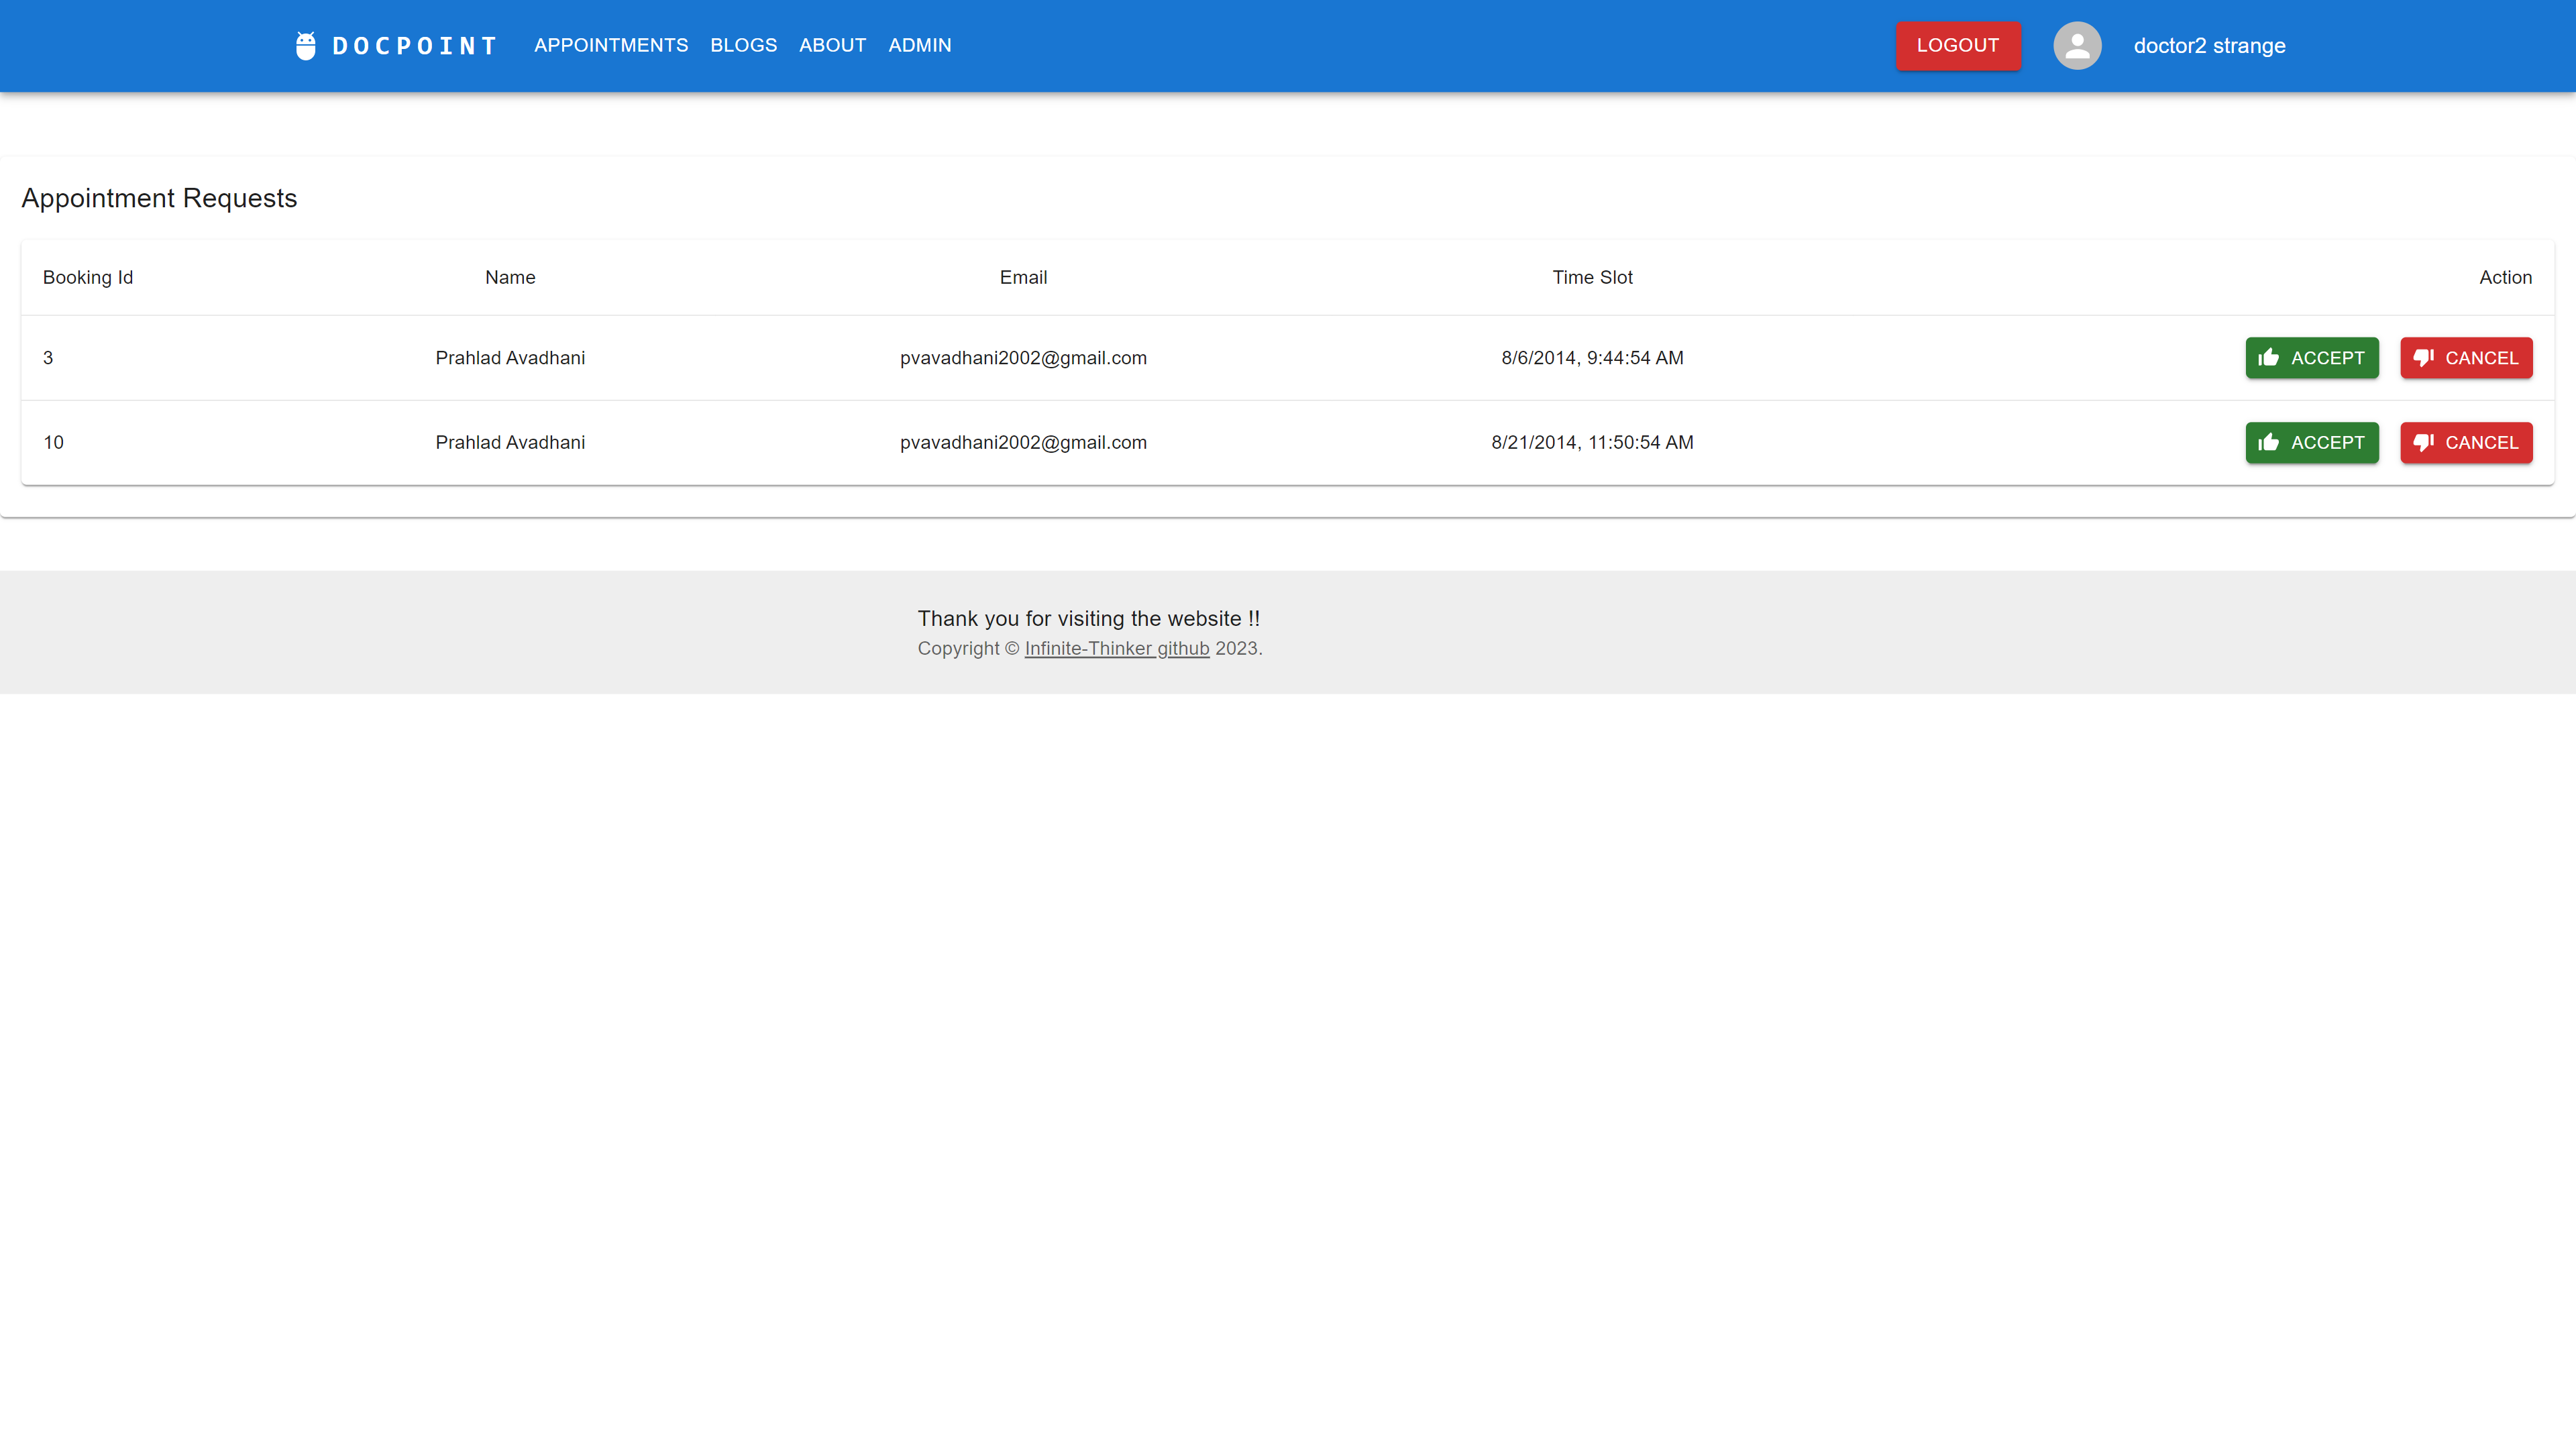 DOCPOINT APPOINTMENTS BLOGS ABOUT ADMIN LOGOUT doctor2 strange
Appointment Requests
Booking Id Name Email Time Slot Action
3 Prahlad Avadhani pvavadhani2002@gmail.com 8/6/2014, 9:44:54 AM ACCEPT CANCEL
10 Prahlad Avadhani pvavadhani2002@gmail.com 8/21/2014, 11:50:54 AM ACCEPT CANCEL
Thank you for visiting the website !!
Copyright © Infinite-Thinker github 2023.